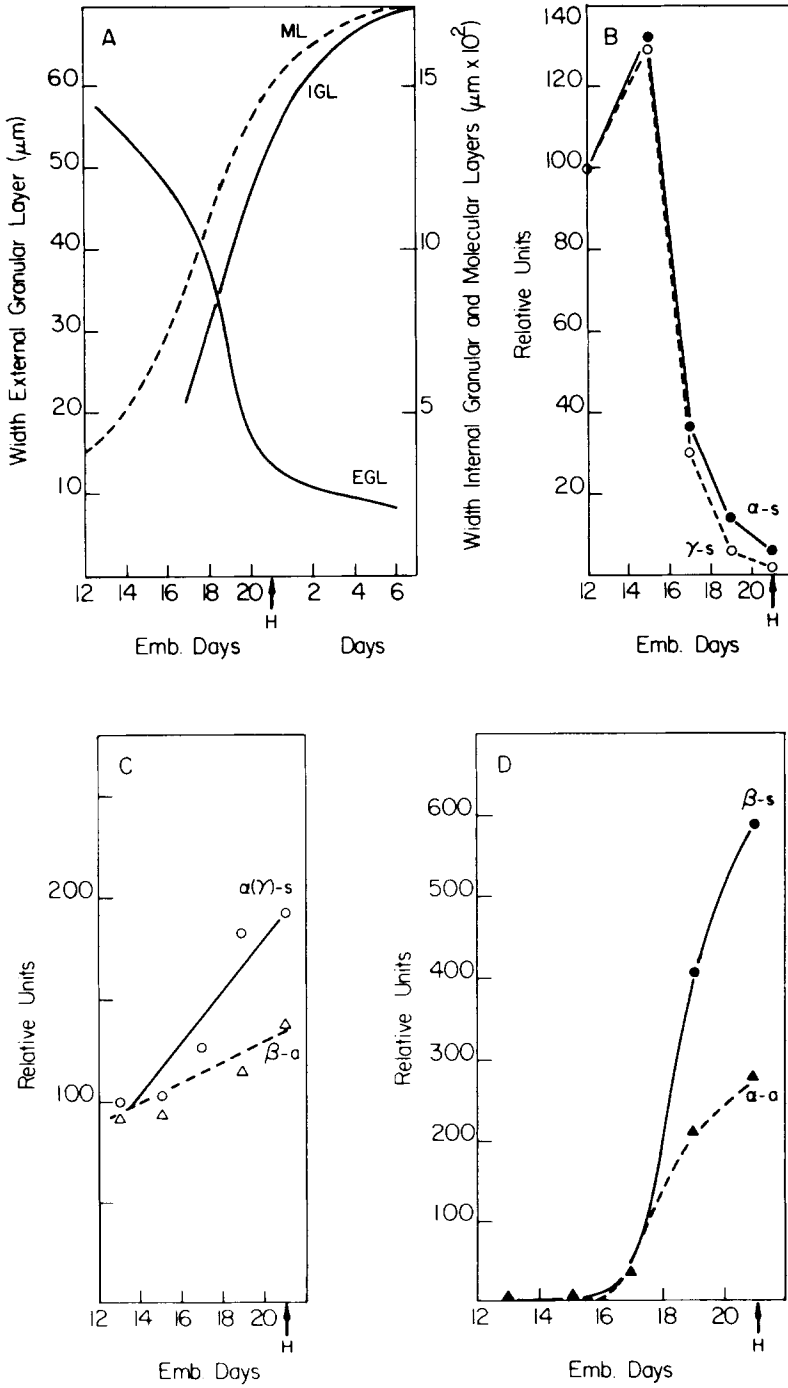 A
ML
IGL
EGL
60
50
40
30
20
10
15
10
5
12 14 16 18 20 2 4 6
H
Emb. Days Days
Width External Granular Layer (μm)
Width Internal Granular and Molecular Layers (μm x 10²)
B
140
120
100
80
60
40
20
α-s
γ-s
12 14 16 18 20
H
Emb. Days
Relative Units
C
200
100
α(γ)-s
β-a
12 14 16 18 20
H
Emb. Days
Relative Units
D
600
500
400
300
200
100
β-s
α-a
12 14 16 18 20
H
Emb. Days
Relative Units